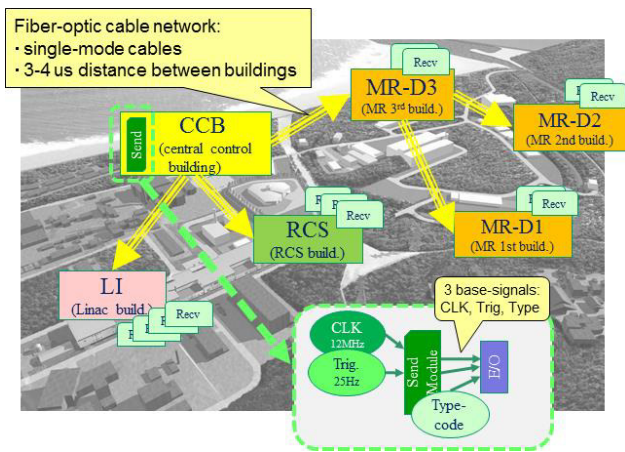 Fiber-optic cable network:
· single-mode cables
· 3-4 us distance between buildings
Recv
MR-D3
(MR 3rd build.)
MR-D2
(MR 2nd build.)
Send
CCB
(central control
building)
Recv
RCS
(RCS build.)
Recv
MR-D1
(MR 1st build.)
LI
(Linac build.)
Recv
3 base-signals:
CLK, Trig, Type
CLK
12MHz
Trig.
25Hz
Send
Module
E/O
Type-
code